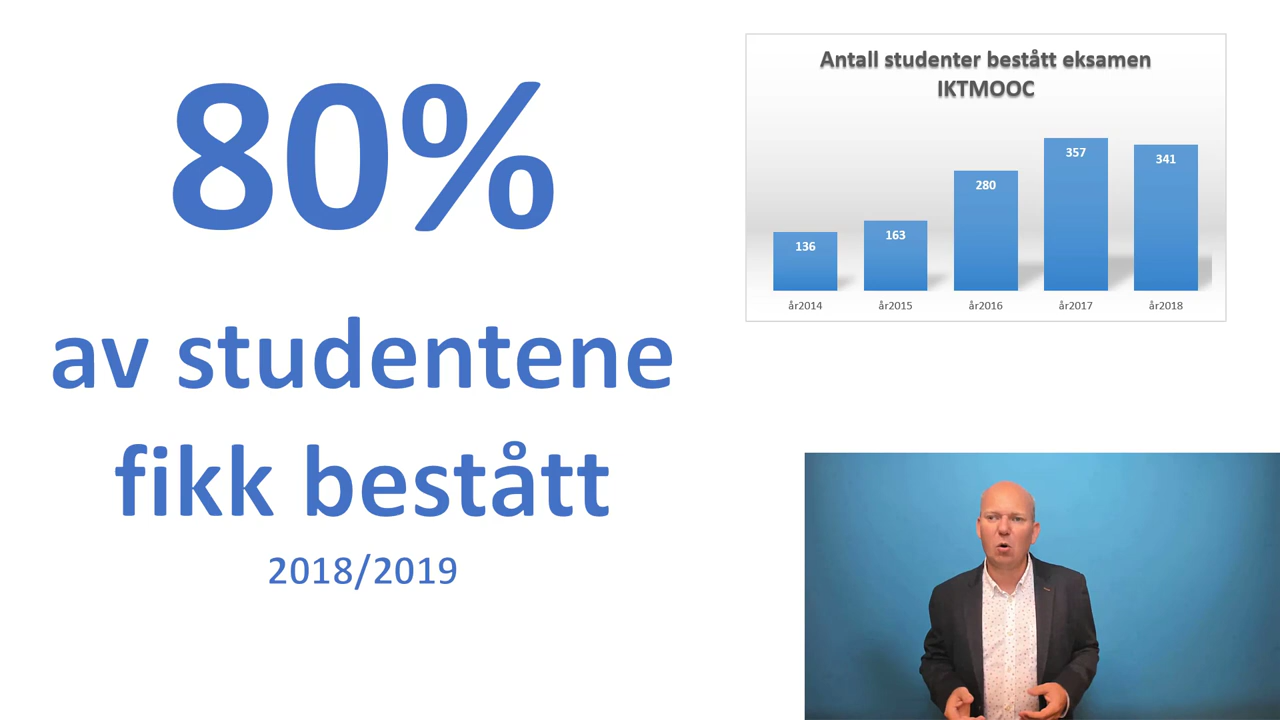 80%
av studentene
fikk bestått
2018/2019
Antall studenter bestått eksamen
IKTMOOC
136
163
280
357
341
år2014
år2015
år2016
år2017
år2018